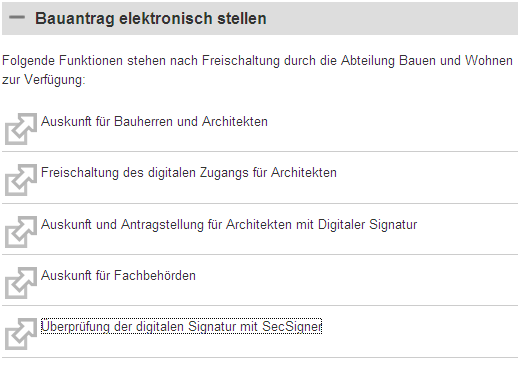 Bauantrag elektronisch stellen
Folgende Funktionen stehen nach Freischaltung durch die Abteilung Bauen und Wohnen
zur Verfügung:
Auskunft für Bauherren und Architekten
Freischaltung des digitalen Zugangs für Architekten
Auskunft und Antragstellung für Architekten mit Digitaler Signatur
Auskunft für Fachbehörden
Überprüfung der digitalen Signatur mit SecSigner